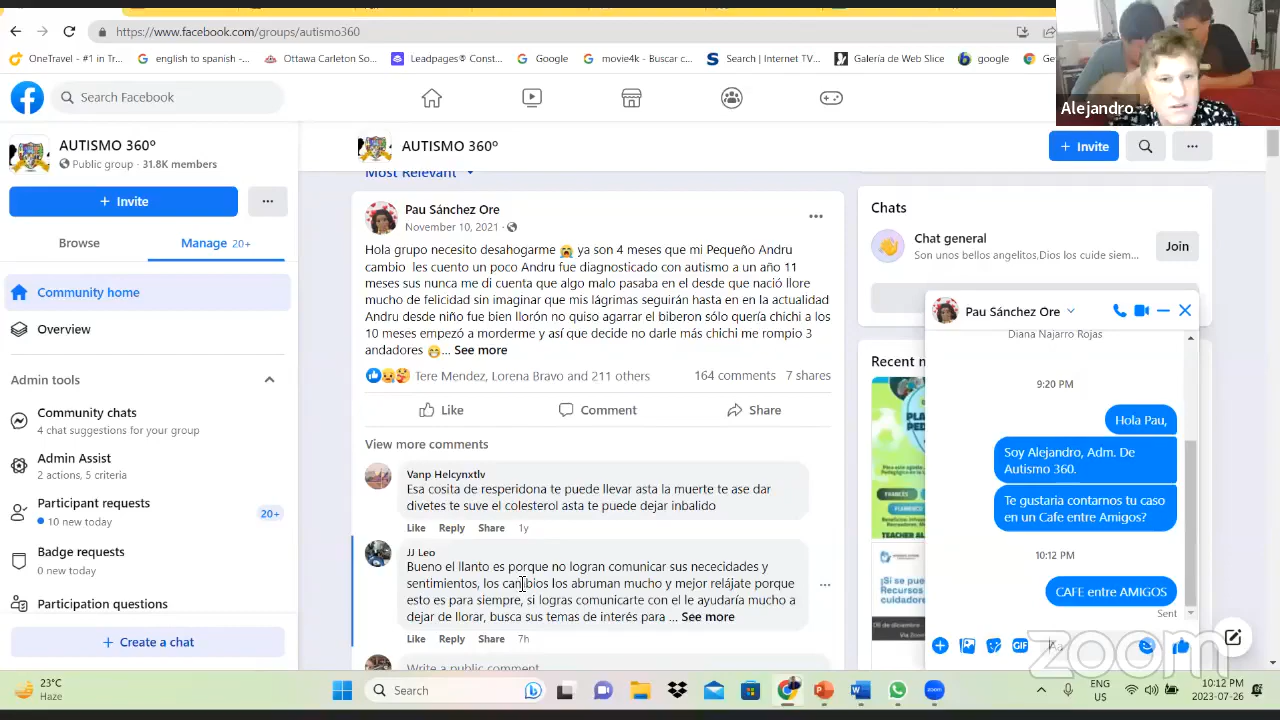 https://www.facebook.com/groups/autismo360
OneTravel - #1 in Tr...
english to spanish -...
Ottawa Carleton So...
Leadpages® Const...
Google
movie4k - Buscar c...
Search | Internet TV...
Galería de Web Slice
google
Ge
Alejandro
Search Facebook
AUTISMO 360º
Public group · 31.8K members
+ Invite
...
Browse
Manage 20+
Community home
Overview
Admin tools
Community chats
4 chat suggestions for your group
Admin Assist
2 actions, 5 criteria
Participant requests
10 new today
20+
Badge requests
0 new today
Participation questions
+ Create a chat
AUTISMO 360º
+ Invite
...
Most Relevant
Pau Sánchez Ore
November 10, 2021 ·
Hola grupo necesito desahogarme 😭 ya son 4 meses que mi Pequeño Andru
cambio les cuento un poco Andru fue diagnosticado con autismo a un año 11
meses sus nunca me di cuenta que algo malo pasaba en el desde que nació llore
mucho de felicidad sin imaginar que mis lágrimas seguirán hasta en en la actualidad
Andru desde niño fue bien llorón no quiso agarrar el biberon sólo quería chichi a los
10 meses empezó a morderme y así que decide no darle más chichi me rompio 3
andadores 😁... See more
Tere Mendez, Lorena Bravo and 211 others
164 comments 7 shares
Like
Comment
Share
View more comments
Vanp Helcynxtlv
Esa cosita de resperidona te puede llevar asta la muerte te ase dar
divetes te suve el colesterol asta te puede dejar inbalido
Like Reply Share 1y
JJ Leo
Bueno el llanto es porque no logran comunicar sus necedades y
sentimientos, los cambios los abruman mucho y mejor relájate porque
esto es para siempre, si logras comunicarte con el le ayudaría mucho a
dejar de llorar, busca sus temas de interés para ... See more
Like Reply Share 7h
Write a public comment
Chats
Chat general
Son unos bellos angelitos,Dios los cuide siem...
Join
Recent
Pau Sánchez Ore
Diana Najarro Rojas
9:20 PM
Hola Pau,
Soy Alejandro, Adm. De
Autismo 360.
Te gustaria contarnos tu caso
en un Cafe entre Amigos?
10:12 PM
CAFE entre AMIGOS
Sent
GIF
Aa
zoom
23°C
Haze
Search
ENG
US
10:12 PM
2023-07-26